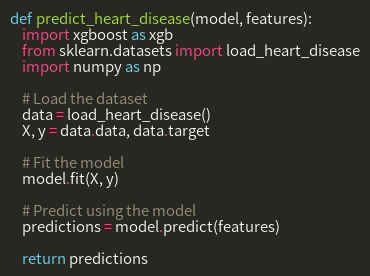 def predict_heart_disease(model, features):
import xgboost as xgb
from sklearn.datasets import load_heart_disease
import numpy as np
# Load the dataset
data = load_heart_disease()
X, y = data.data, data.target
# Fit the model
model.fit(X, y)
# Predict using the model
predictions = model.predict(features)
return predictions